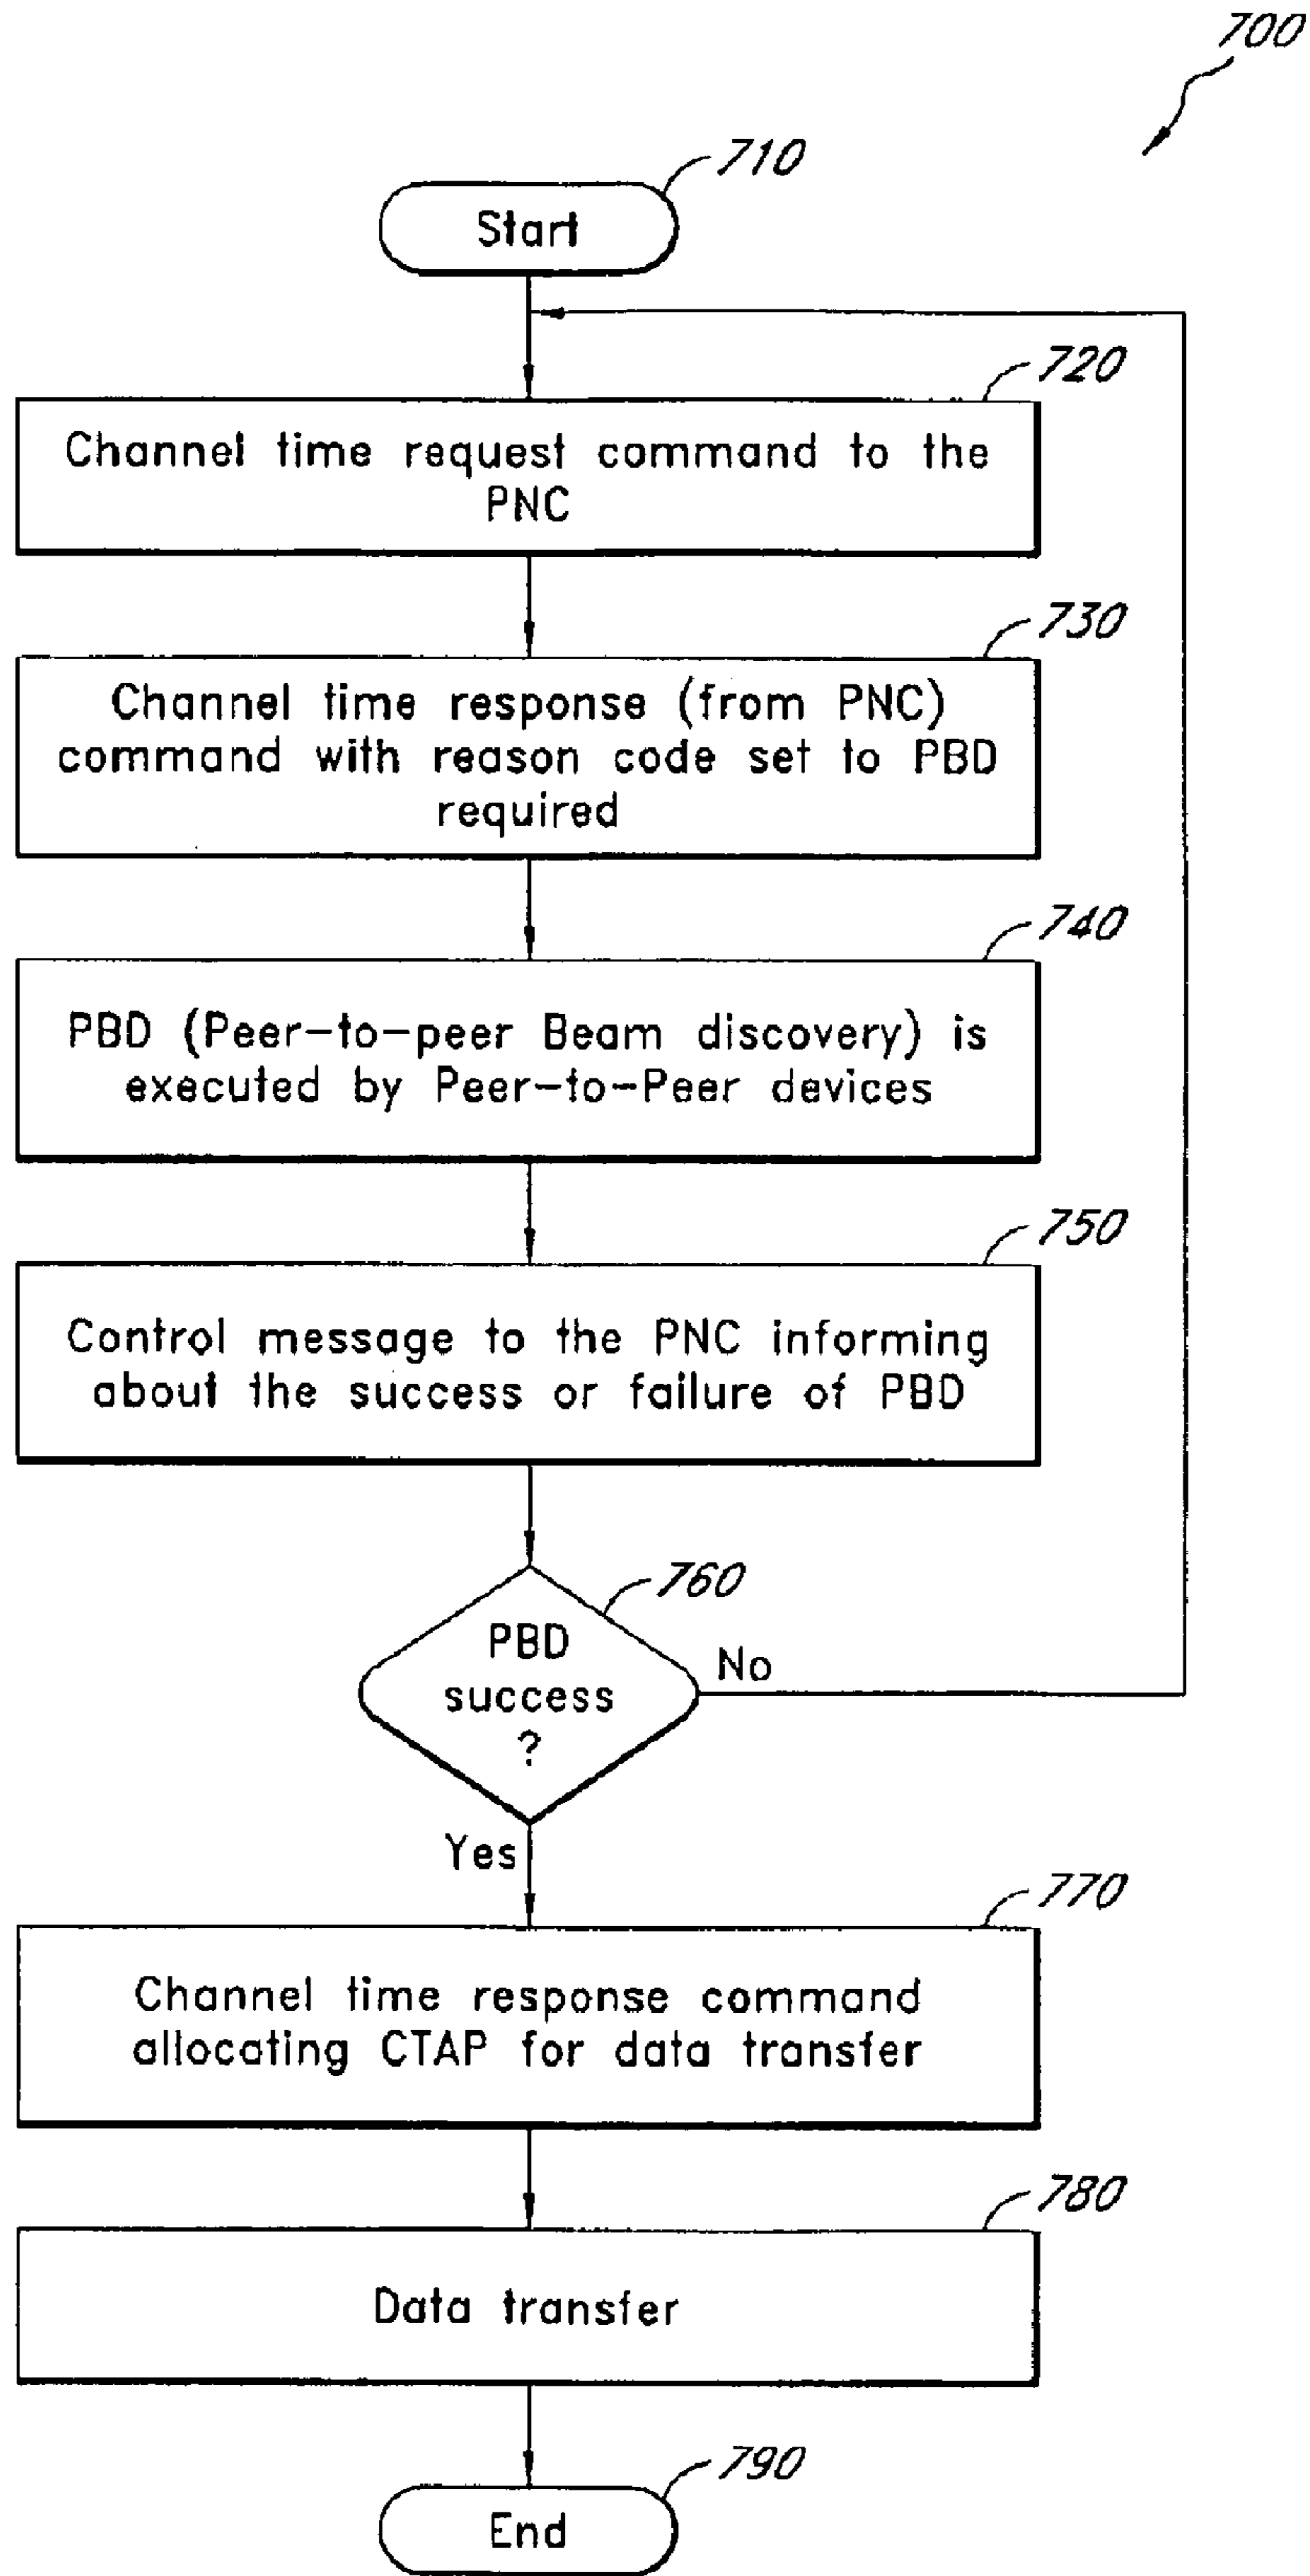 700
710
Start
720
Channel time request command to the
PNC
730
Channel time response (from PNC)
command with reason code set to PBD
required
740
PBD (Peer-to-peer Beam discovery) is
executed by Peer-to-Peer devices
750
Control message to the PNC informing
about the success or failure of PBD
760
PBD
success
?
No
Yes
770
Channel time response command
allocating CTAP for data transfer
780
Data transfer
790
End